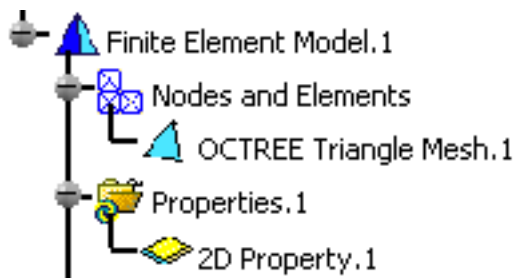 Finite Element Model.1
Nodes and Elements
OCTREE Triangle Mesh.1
Properties.1
2D Property.1